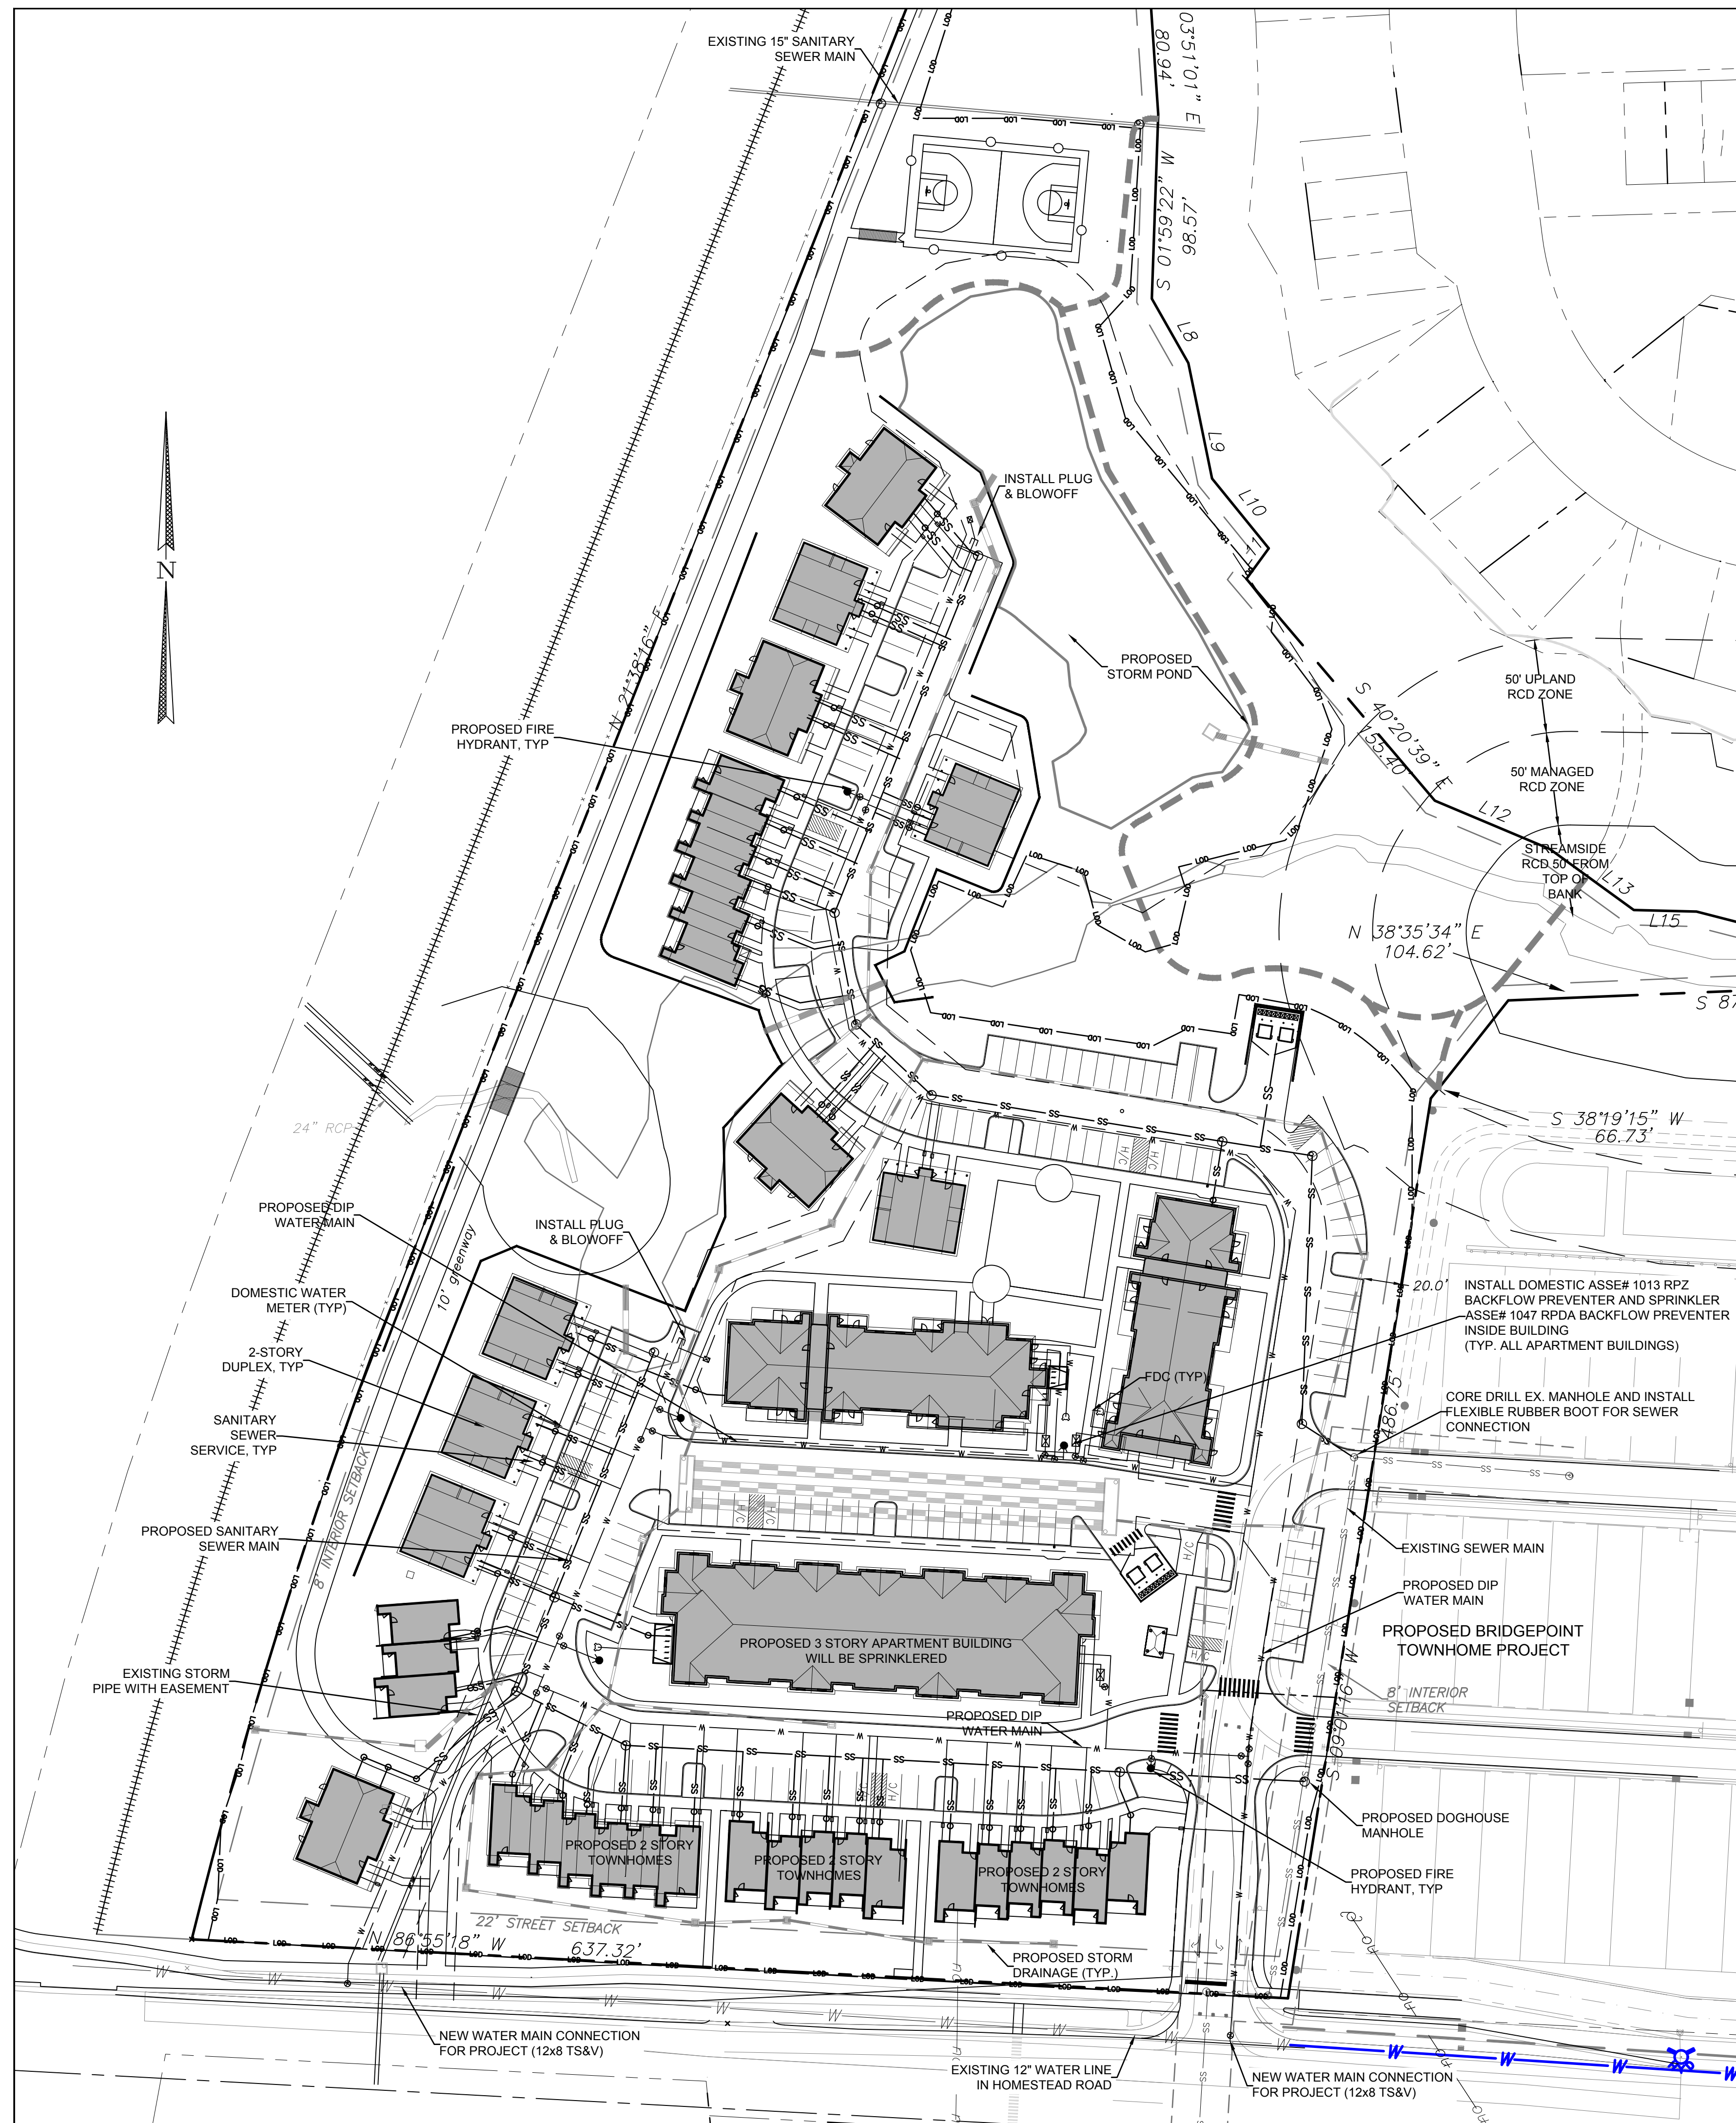 EXISTING 15" SANITARY
SEWER MAIN
03°51'01" E
80.94'
S 01°59'22" W
98.57'
L8
L9
L10
L11
N
INSTALL PLUG
& BLOWOFF
N 21°38'16" E
PROPOSED
STORM POND
PROPOSED FIRE
HYDRANT, TYP
50' UPLAND
RCD ZONE
S 40°20'39" E
155.40'
50' MANAGED
RCD ZONE
L12
STREAMSIDE
RCD 50' FROM
TOP OF
BANK
L13
L15
N 38°35'34" E
104.62'
S 87
24" RCP
S 38°19'15" W
66.73'
H/C
H/C
PROPOSED DIP
WATER MAIN
INSTALL PLUG
& BLOWOFF
10' greenway
DOMESTIC WATER
METER (TYP)
20.0'
INSTALL DOMESTIC ASSE# 1013 RPZ
BACKFLOW PREVENTER AND SPRINKLER
ASSE# 1047 RPDA BACKFLOW PREVENTER
INSIDE BUILDING
(TYP. ALL APARTMENT BUILDINGS)
2-STORY
DUPLEX, TYP
FDC (TYP)
486.75'
CORE DRILL EX. MANHOLE AND INSTALL
FLEXIBLE RUBBER BOOT FOR SEWER
CONNECTION
SANITARY
SEWER
SERVICE, TYP
8' INTERIOR SETBACK
H/C
H/C
PROPOSED SANITARY
SEWER MAIN
H/C
EXISTING SEWER MAIN
PROPOSED DIP
WATER MAIN
PROPOSED BRIDGEPOINT
TOWNHOME PROJECT
PROPOSED 3 STORY APARTMENT BUILDING
WILL BE SPRINKLERED
H/C
EXISTING STORM
PIPE WITH EASEMENT
8' INTERIOR
SETBACK
S 09°01'16" W
PROPOSED DIP
WATER MAIN
H/C
H/C
PROPOSED DOGHOUSE
MANHOLE
PROPOSED 2 STORY
TOWNHOMES
PROPOSED 2 STORY
TOWNHOMES
PROPOSED 2 STORY
TOWNHOMES
PROPOSED FIRE
HYDRANT, TYP
22' STREET SETBACK
N 86°55'18" W
637.32'
PROPOSED STORM
DRAINAGE (TYP.)
NEW WATER MAIN CONNECTION
FOR PROJECT (12x8 TS&V)
EXISTING 12" WATER LINE
IN HOMESTEAD ROAD
NEW WATER MAIN CONNECTION
FOR PROJECT (12x8 TS&V)
W
W
W
W